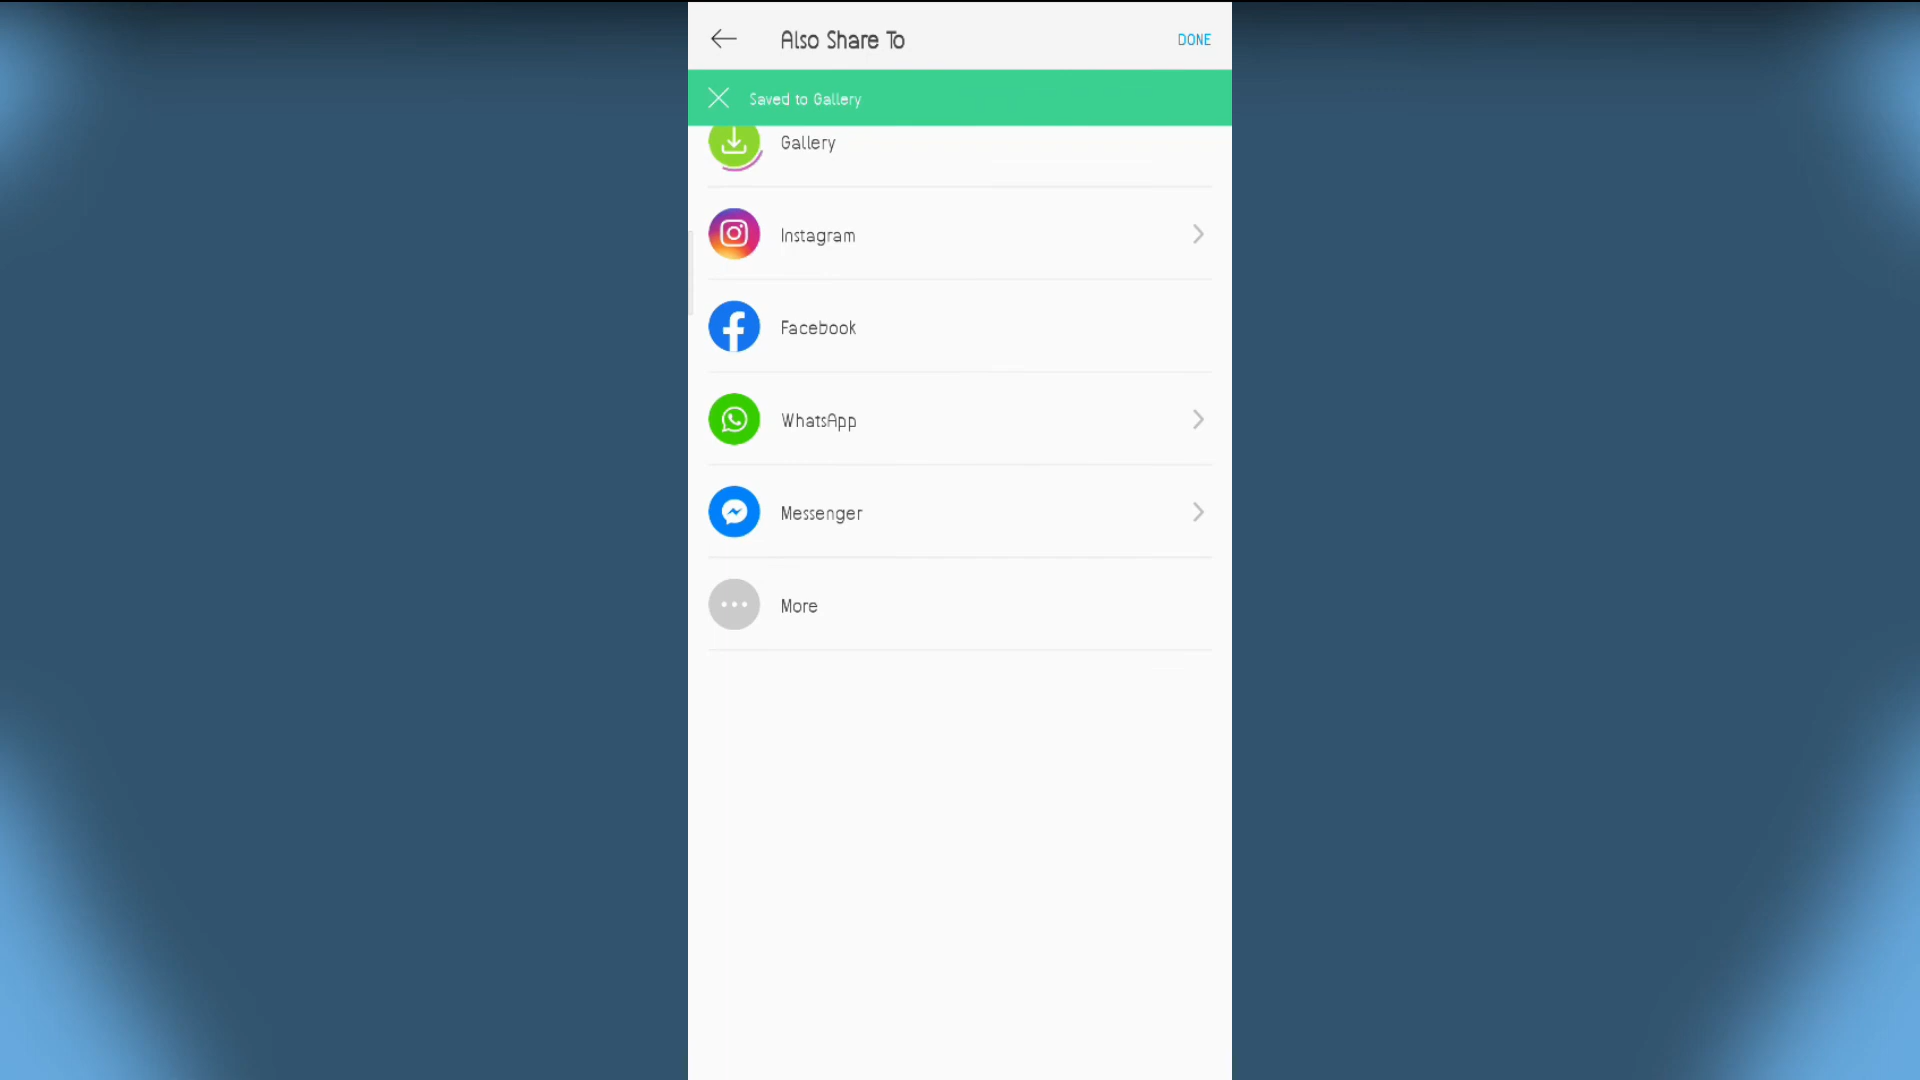 Also Share To
DONE
Saved to Gallery
Gallery
Instagram
Facebook
WhatsApp
Messenger
More